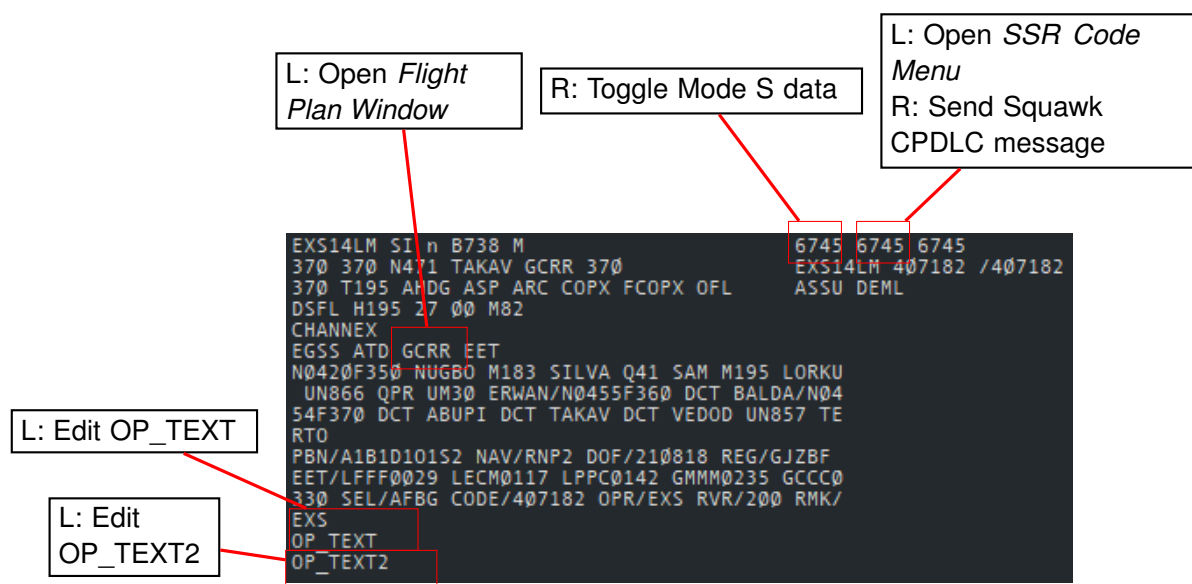 L: Open Flight
Plan Window
R: Toggle Mode S data
L: Open SSR Code
Menu
R: Send Squawk
CPDLC message
EXS14LM SI n B738 M 6745 6745 6745
37Ø 37Ø N471 TAKAV GCRR 37Ø EXS14LM 4Ø7182 /4Ø7182
37Ø T195 AHDG ASP ARC COPX FCOPX OFL ASSU DEML
DSFL H195 27 ØØ M82
CHANNEX
EGSS ATD GCRR EET
NØ42ØF35Ø NUGBO M183 SILVA Q41 SAM M195 LORKU
UN866 QPR UM3Ø ERWAN/NØ455F36Ø DCT BALDA/NØ4
54F37Ø DCT ABUPI DCT TAKAV DCT VEDOD UN857 TE
RTO
PBN/A1B1D1O1S2 NAV/RNP2 DOF/21Ø818 REG/GJZBF
EET/LFFFØØ29 LECMØ117 LPPCØ142 GMMMØ235 GCCCØ
33Ø SEL/AFBG CODE/4Ø7182 OPR/EXS RVR/2ØØ RMK/
EXS
OP_TEXT
OP_TEXT2
L: Edit OP_TEXT
L: Edit
OP_TEXT2